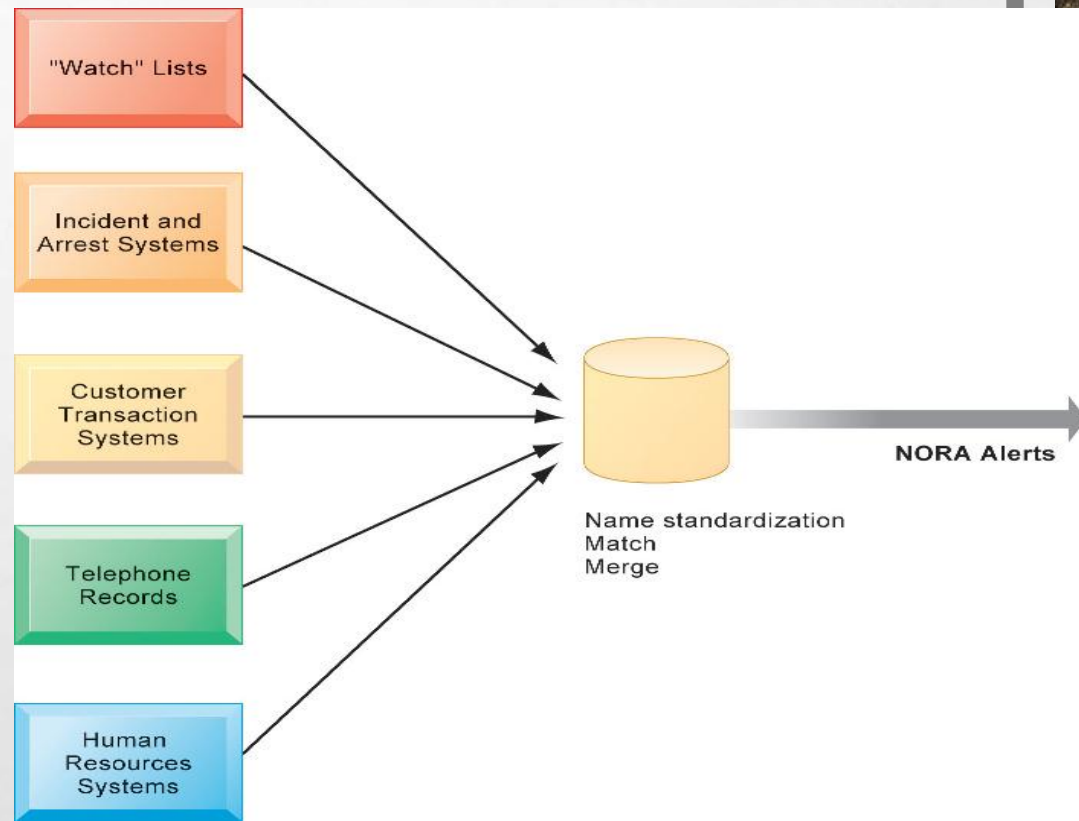 "Watch" Lists
Incident and
Arrest Systems
Customer
Transaction
Systems
Telephone
Records
Human
Resources
Systems
Name standardization
Match
Merge
NORA Alerts